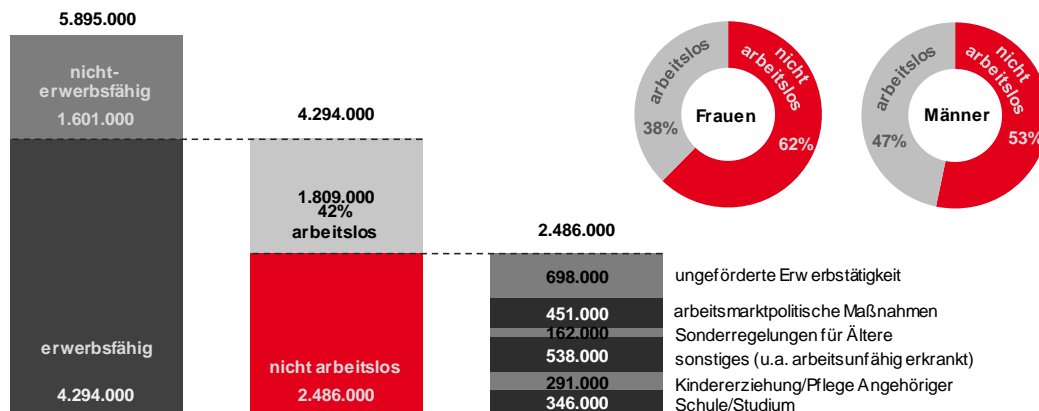 5.895.000
nicht-
erwerbsfähig
1.601.000
erwerbsfähig
4.294.000
4.294.000
1.809.000
42%
arbeitslos
nicht arbeitslos
2.486.000
2.486.000
698.000 ungeförderte Erwerbstätigkeit
451.000 arbeitsmarktpolitische Maßnahmen
162.000 Sonderregelungen für Ältere
538.000 sonstiges (u.a. arbeitsunfähig erkrankt)
291.000 Kindererziehung/Pflege Angehöriger
346.000 Schule/Studium
arbeitslos
38%
Frauen
nicht
arbeitslos
62%
arbeitslos
47%
Männer
nicht
arbeitslos
53%